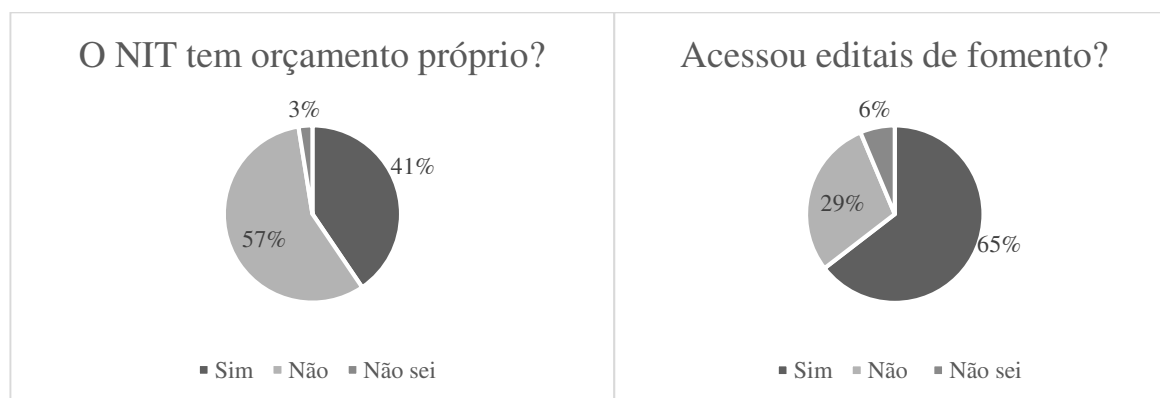 O NIT tem orçamento próprio?
3%
41%
57%
■ Sim ■ Não ■ Não sei
Acessou editais de fomento?
6%
29%
65%
■ Sim ■ Não ■ Não sei